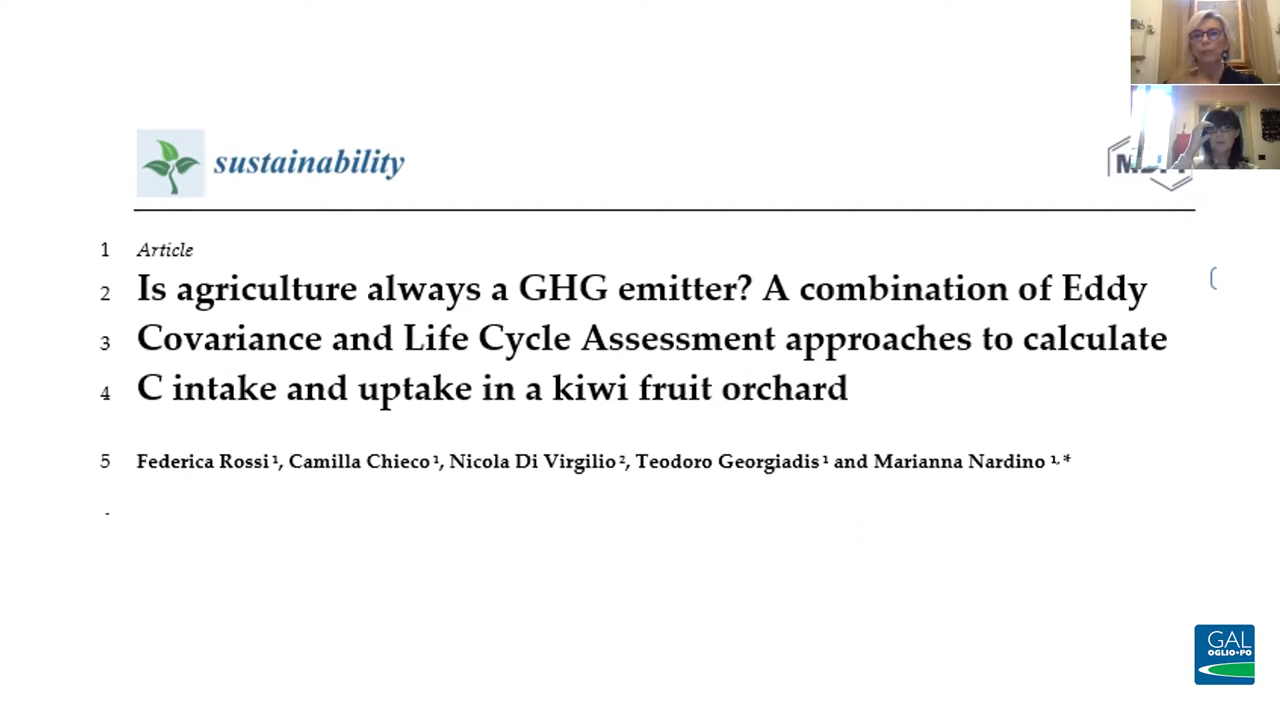 sustainability
1 Article
2 Is agriculture always a GHG emitter? A combination of Eddy
3 Covariance and Life Cycle Assessment approaches to calculate
4 C intake and uptake in a kiwi fruit orchard
5 Federica Rossi ¹, Camilla Chieco ¹, Nicola Di Virgilio ², Teodoro Georgiadis ¹ and Marianna Nardino ¹, *
GAL
OGLIO•PO